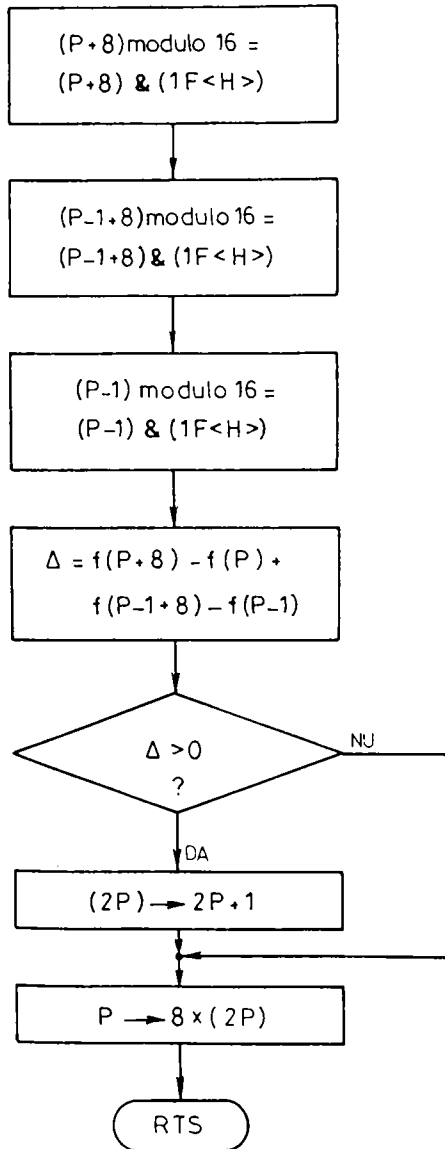 (P+8) modulo 16 =
(P+8) & (1F<H>)
(P-1+8) modulo 16 =
(P-1+8) & (1F<H>)
(P-1) modulo 16 =
(P-1) & (1F<H>)
Δ = f(P+8) - f(P) +
f(P-1+8) - f(P-1)
Δ > 0
?
NU
DA
(2P) → 2P+1
P → 8 x (2P)
RTS